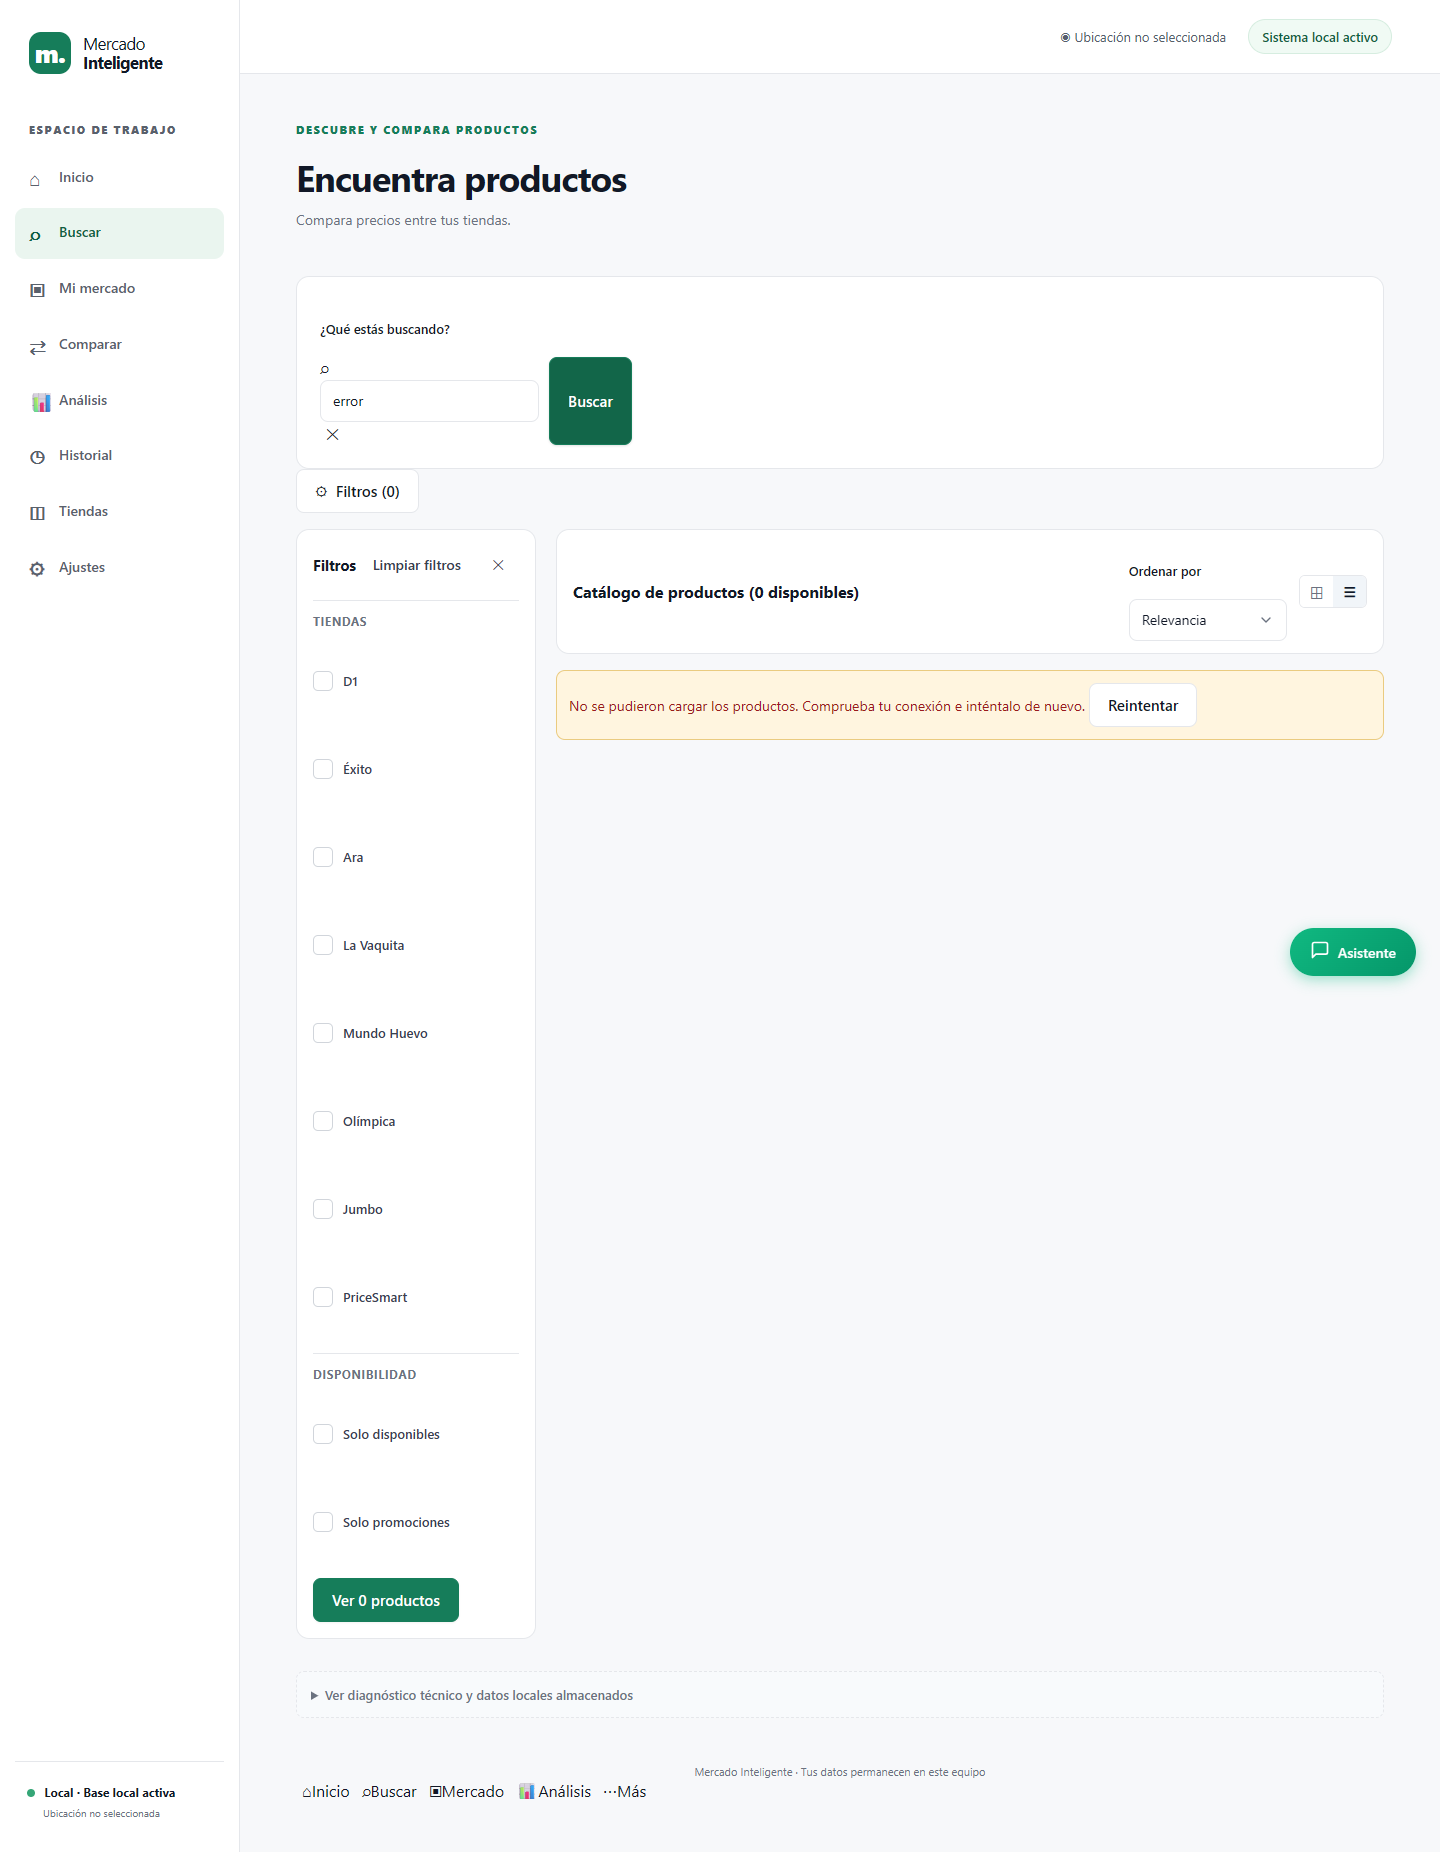 m.
Mercado
Inteligente
ESPACIO DE TRABAJO
Inicio
Buscar
Mi mercado
Comparar
Análisis
Historial
Tiendas
Ajustes
Local · Base local activa
Ubicación no seleccionada
Ubicación no seleccionada
Sistema local activo
DESCUBRE Y COMPARA PRODUCTOS
Encuentra productos
Compara precios entre tus tiendas.
¿Qué estás buscando?
error
Buscar
Filtros (0)
Filtros
Limpiar filtros
TIENDAS
D1
Éxito
Ara
La Vaquita
Mundo Huevo
Olímpica
Jumbo
PriceSmart
DISPONIBILIDAD
Solo disponibles
Solo promociones
Ver 0 productos
Catálogo de productos (0 disponibles)
Ordenar por
Relevancia
No se pudieron cargar los productos. Comprueba tu conexión e inténtalo de nuevo.
Reintentar
Asistente
Ver diagnóstico técnico y datos locales almacenados
Mercado Inteligente · Tus datos permanecen en este equipo
Inicio Buscar Mercado Análisis ···Más